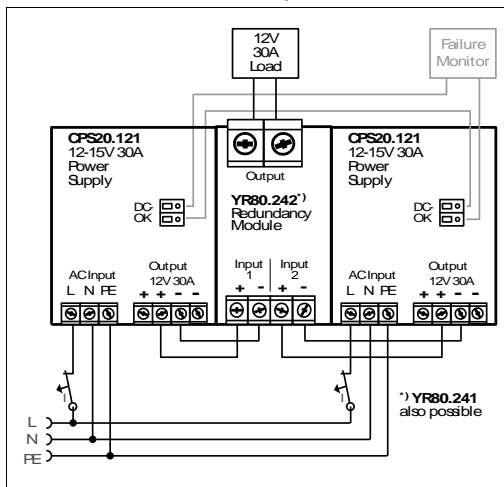 12V
30A
Load
Failure
Monitor
CPS20.121
12-15V 30A
Power
Supply
DC-
OK
AC Input
L N PE
Output
12V 30A
+ + - -
Output
YR80.242*)
Redundancy
Module
Input
1
Input
2
+ - + -
CPS20.121
12-15V 30A
Power
Supply
DC-
OK
AC Input
L N PE
Output
12V 30A
+ + - -
I
I
*) YR80.241
also possible
L
N
PE